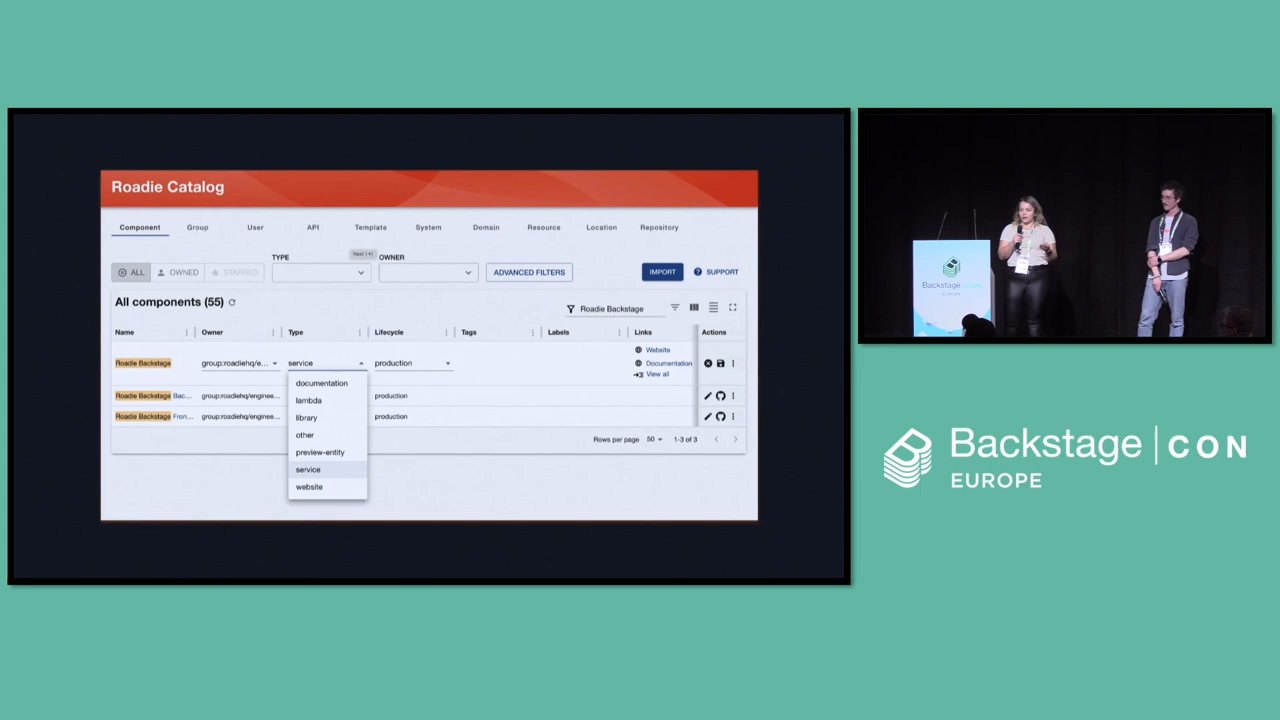 Roadie Catalog
Component Group User API Template System Domain Resource Location Repository
TYPE Next (→) OWNER
ALL OWNED STARRED ADVANCED FILTERS IMPORT SUPPORT
All components (55)
Roadie Backstage
Name Owner Type Lifecycle Tags Labels Links Actions
Website
Roadie Backstage group:roadiehq/e... service production Documentation
View all
documentation
Roadie Backstage Bac... group:roadiehq/enginee... production
lambda
Roadie Backstage Fron... group:roadiehq/enginee... production
library
other
Rows per page 50 1-3 of 3
preview-entity
service
website
Backstage
EUROPE
Backstage | CON
EUROPE